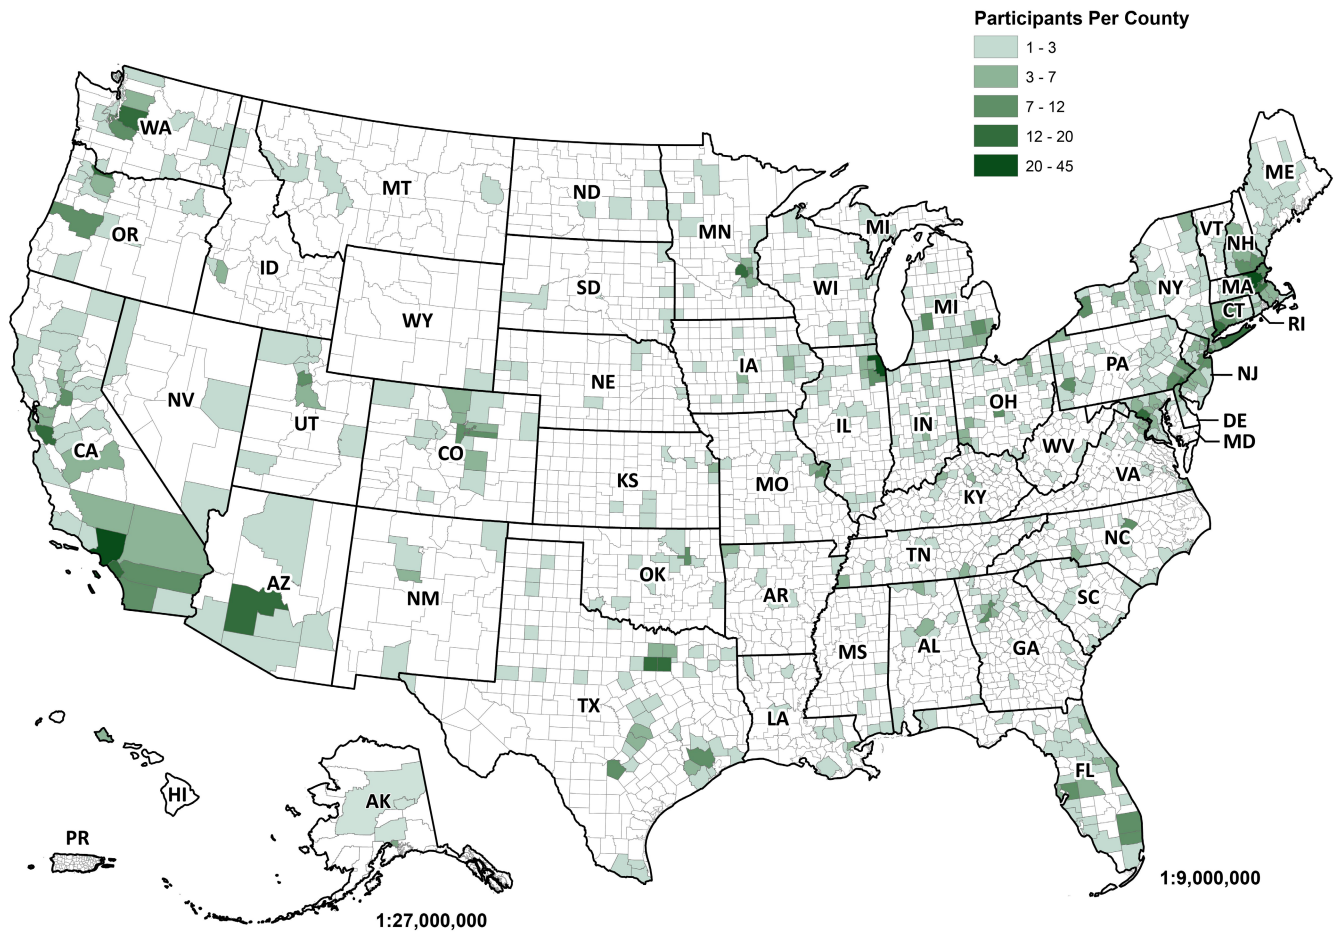 Participants Per County
1 - 3
3 - 7
7 - 12
12 - 20
20 - 45
WA
MT
ND
MN
MI
ME
VT
NH
OR
ID
SD
WI
MI
NY
MA
CT
RI
WY
NE
IA
PA
NJ
NV
UT
CO
IL
IN
OH
DE
MD
CA
KS
MO
WV
VA
KY
NC
TN
AZ
NM
OK
AR
SC
MS
AL
GA
TX
LA
FL
HI
AK
PR
1:9,000,000
1:27,000,000